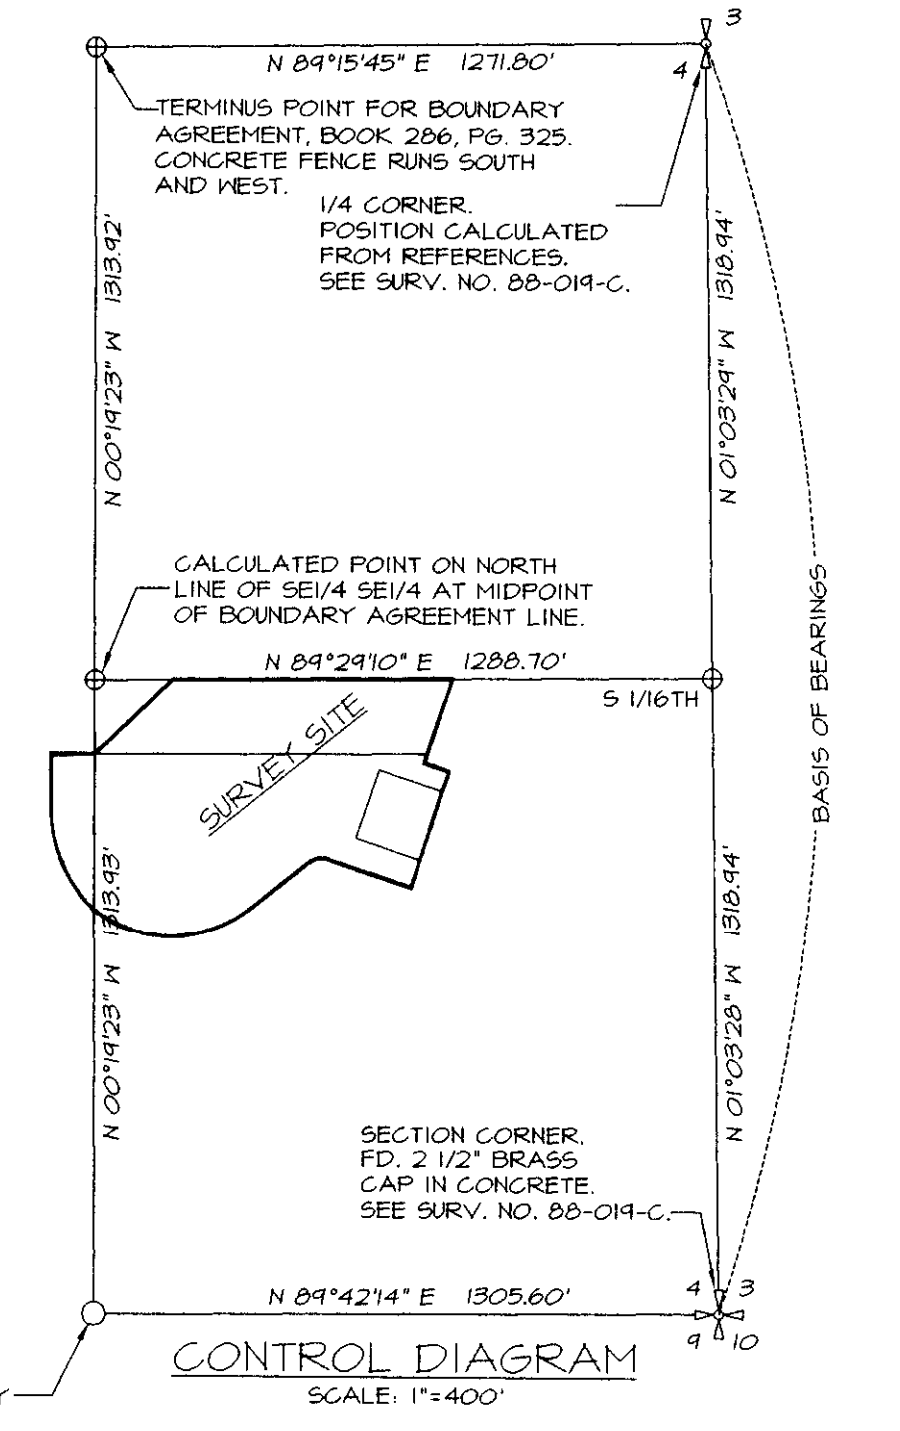 3
N 89°15'45" E 1271.80'
4
TERMINUS POINT FOR BOUNDARY
AGREEMENT, BOOK 286, PG. 325.
CONCRETE FENCE RUNS SOUTH
AND WEST.
1/4 CORNER.
POSITION CALCULATED
FROM REFERENCES.
SEE SURV. NO. 88-019-C.
N 00°19'23" W 1313.92'
N 01°03'29" W 1318.94'
CALCULATED POINT ON NORTH
LINE OF SE1/4 SE1/4 AT MIDPOINT
OF BOUNDARY AGREEMENT LINE.
BASIS OF BEARINGS
N 89°29'10" E 1288.70'
S 1/16TH
SURVEY SITE
N 00°19'23" W 1313.93'
N 01°03'28" W 1318.94'
SECTION CORNER.
FD. 2 1/2" BRASS
CAP IN CONCRETE.
SEE SURV. NO. 88-019-C.
4 3
N 89°42'14" E 1305.60'
9 10
CONTROL DIAGRAM
SCALE: 1"=400'